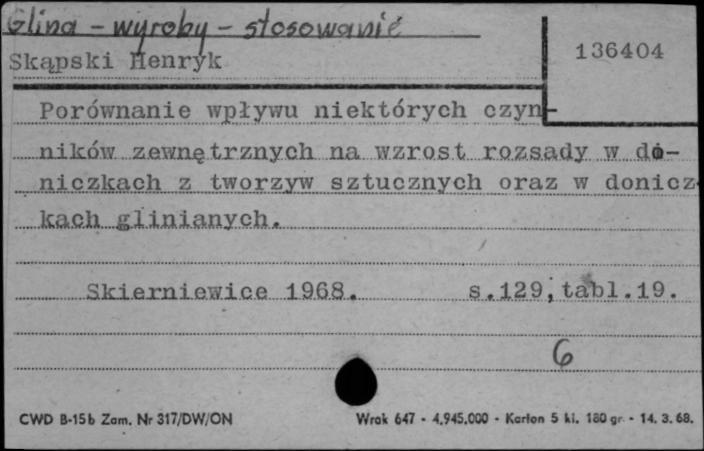 Glina - wyroby - stosowanie
Skąpski Henryk
136404
Porównanie wpływu niektórych czyn-
ników zewnętrznych na wzrost rozsady w do-
niczkach z tworzyw sztucznych oraz w donicz
kach glinianych.
Skierniewice 1968. s.129, tabl.19.
6
CWD B-15b Zam. Nr 317/DW/ON Wrak 647 - 4.945.000 - Karton 5 kl. 180 gr. - 14. 3. 68.